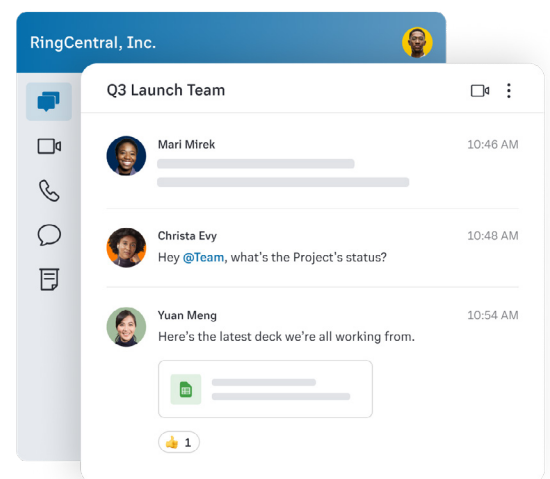 RingCentral, Inc.
Q3 Launch Team
Mari Mirek
10:46 AM
Christa Evy
10:48 AM
Hey @Team, what's the Project's status?
Yuan Meng
10:54 AM
Here's the latest deck we're all working from.
👍 1